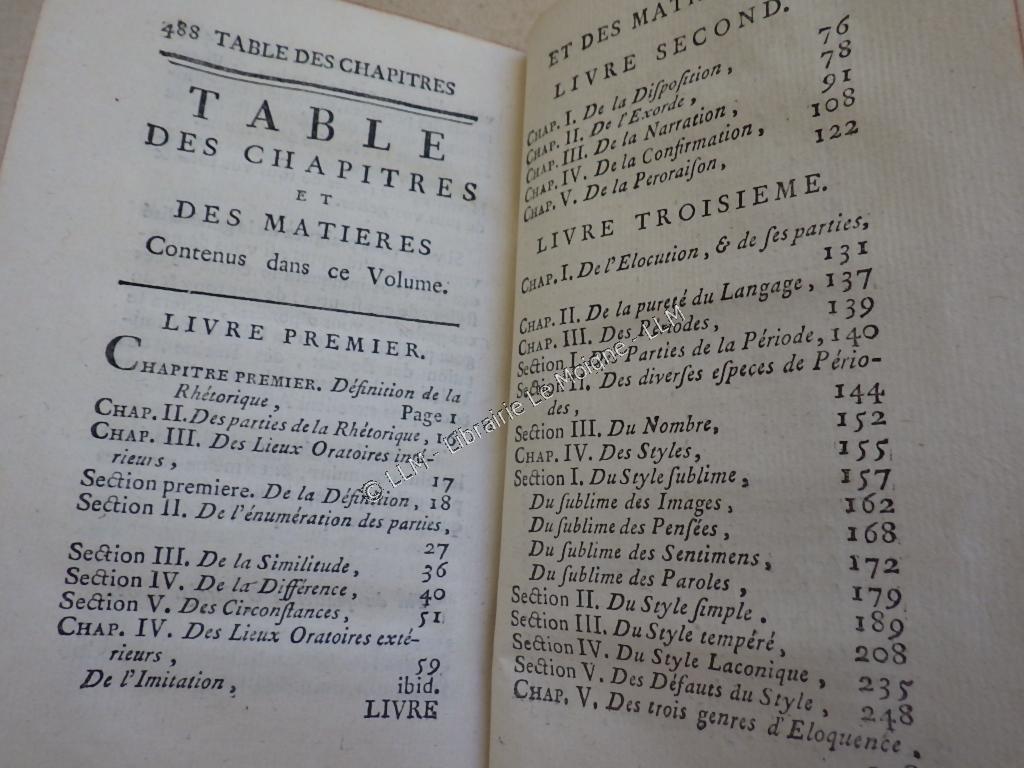 488 TABLE DES CHAPITRES
TABLE
DES CHAPITRES
ET
DES MATIERES
Contenus dans ce Volume.
LIVRE PREMIER.
CHAPITRE PREMIER. Définition de la
Rhétorique, Page 1
CHAP. II. Des parties de la Rhétorique,
CHAP. III. Des Lieux Oratoires
rieurs, 17
Section premiere. De la Définition, 18
Section II. De l'énumération des parties,
27
Section III. De la Similitude, 36
Section IV. De la Différence, 40
Section V. Des Circonſtances, 51
CHAP. IV. Des Lieux Oratoires exté-
rieurs, 59
De l'Imitation, ibid.
LIVRE
ET DES
LIVRE SECOND.
CHAP. I. De la Diſpoſition, 76
CHAP. II. De l'Exorde, 78
CHAP. III. De la Narration, 91
CHAP. IV. De la Confirmation, 108
CHAP. V. De la Peroraiſon, 122
LIVRE TROISIEME.
CHAP. I. De l'Elocution, & de ſes parties,
131
CHAP. II. De la pureté du Langage, 137
CHAP. III. Des Périodes, 139
Section I. Des Parties de la Période, 140
Section II. Des diverſes eſpeces de Pério-
des, 144
Section III. Du Nombre, 152
CHAP. IV. Des Styles, 155
Section I. Du Style ſublime, 157
Du ſublime des Images, 162
Du ſublime des Penſées, 168
Du ſublime des Sentimens, 172
Du ſublime des Paroles, 179
Section II. Du Style ſimple. 189
Section III. Du Style tempéré, 208
Section IV. Du Style Laconique, 235
Section V. Des Défauts du Style, 248
CHAP. V. Des trois genres d'Eloquence.
© LLM - Librairie Le Moigne - LLM